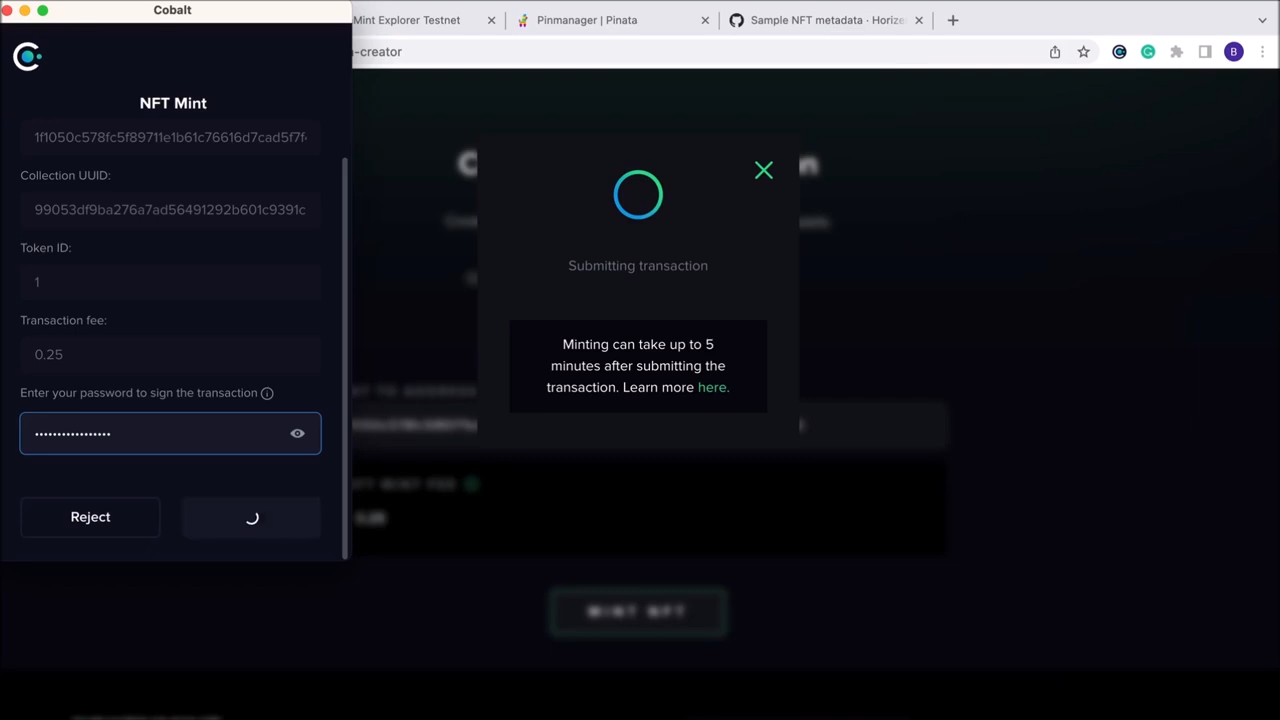 Cobalt
Mint Explorer Testnet
Pinmanager | Pinata
Sample NFT metadata · Horize
-creator
B
NFT Mint
Collection UUID:
99053df9ba276a7ad56491292b601c9391c
Token ID:
1
Transaction fee:
0.25
Enter your password to sign the transaction
Reject
Submitting transaction
Minting can take up to 5
minutes after submitting the
transaction. Learn more here.
MINT NFT